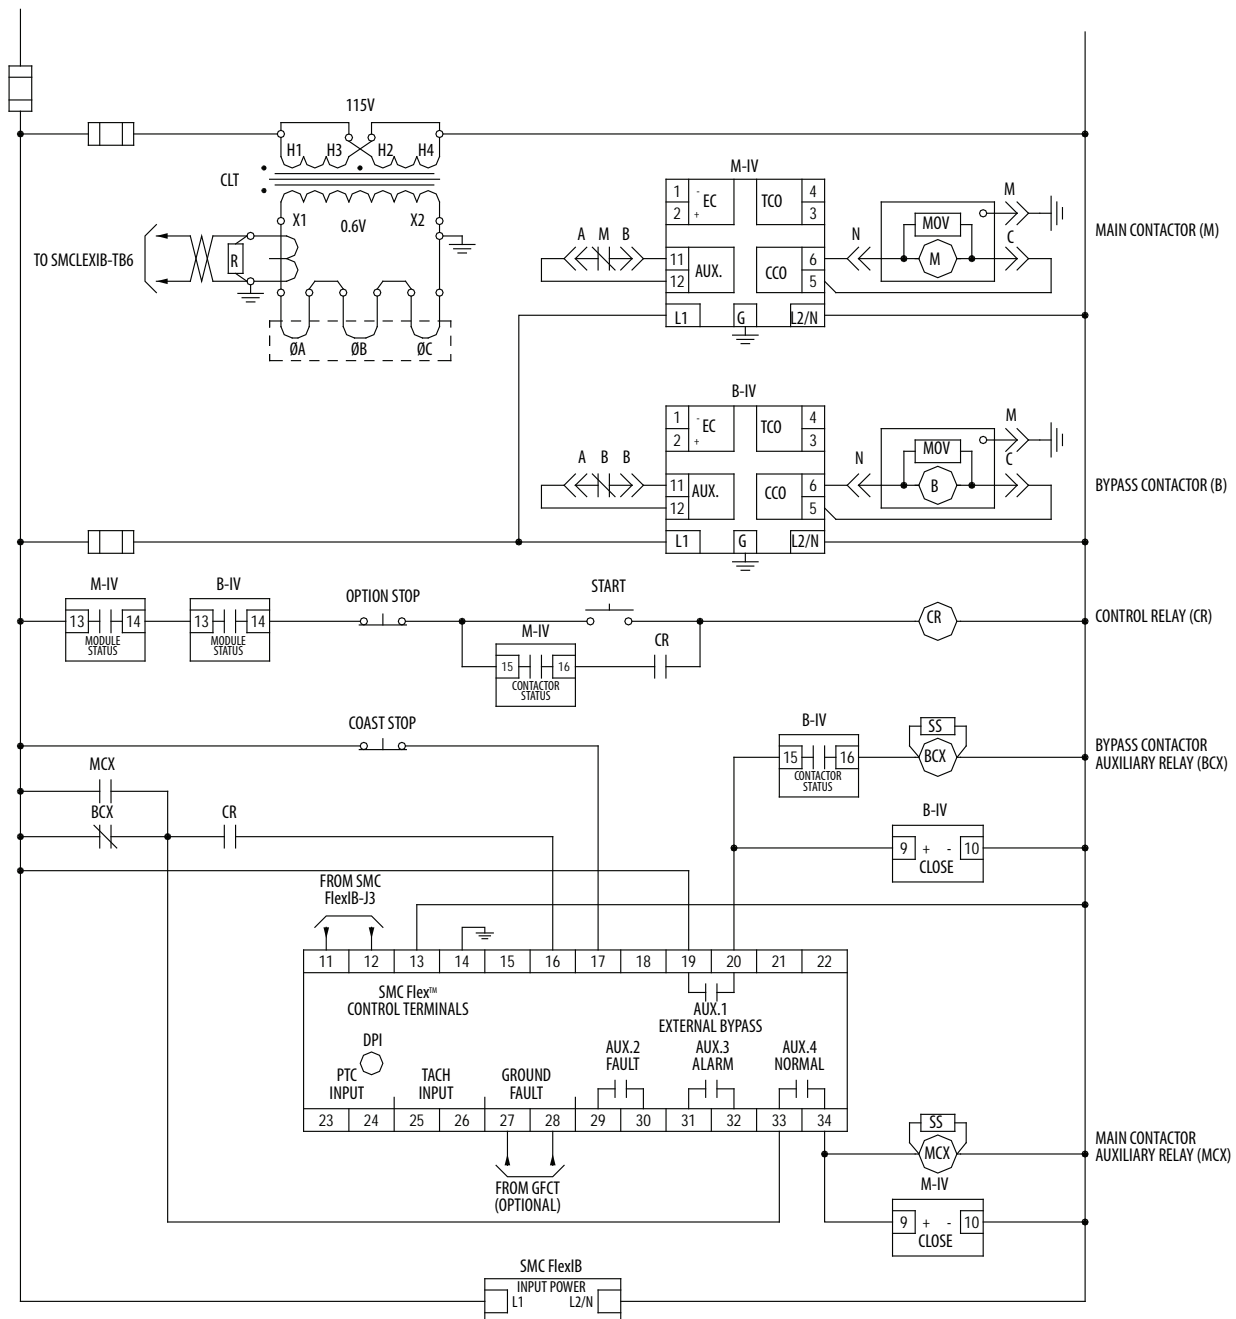 115V
H1 H3 H2 H4
CLT
X1 0.6V X2
TO SMCLEXIB-TB6
R
ØA ØB ØC
M-IV
1 - EC TCO 4
2 + 3
A M B
11 AUX. CCO 6
12 5
L1 G L2/N
N MOV M
M C
MAIN CONTACTOR (M)
B-IV
1 - EC TCO 4
2 + 3
A B B
11 AUX. CCO 6
12 5
L1 G L2/N
N MOV M
B C
BYPASS CONTACTOR (B)
M-IV
13 14
MODULE
STATUS
B-IV
13 14
MODULE
STATUS
OPTION STOP
START
M-IV
15 16
CONTACTOR
STATUS
CR
CR
CONTROL RELAY (CR)
COAST STOP
B-IV
15 16
CONTACTOR
STATUS
SS
BCX
BYPASS CONTACTOR
AUXILIARY RELAY (BCX)
MCX
BCX
CR
B-IV
9 + - 10
CLOSE
FROM SMC
FlexIB-J3
11 12 13 14 15 16 17 18 19 20 21 22
SMC Flex™
CONTROL TERMINALS
AUX.1
EXTERNAL BYPASS
DPI
PTC
INPUT
TACH
INPUT
GROUND
FAULT
AUX.2
FAULT
AUX.3
ALARM
AUX.4
NORMAL
23 24 25 26 27 28 29 30 31 32 33 34
FROM GFCT
(OPTIONAL)
SS
MCX
MAIN CONTACTOR
AUXILIARY RELAY (MCX)
M-IV
9 + - 10
CLOSE
SMC FlexIB
INPUT POWER
L1 L2/N